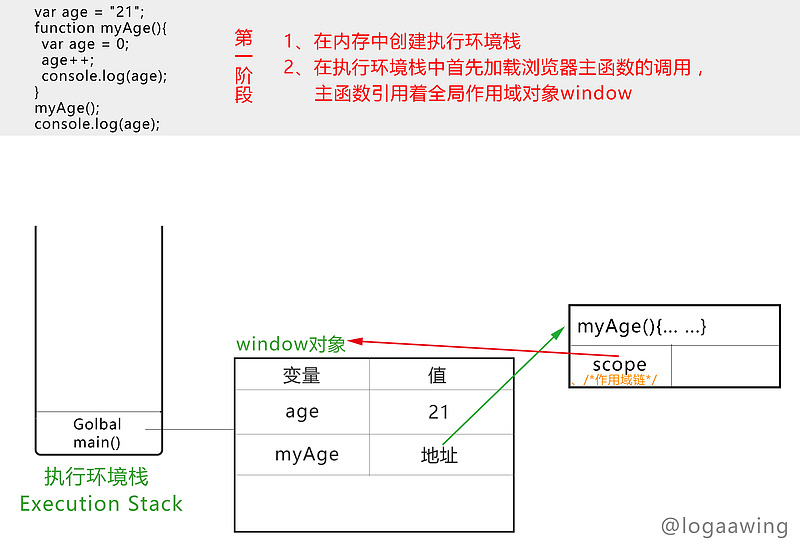 var age = "21";
function myAge(){
var age = 0;
age++;
console.log(age);
}
myAge();
console.log(age);
第一阶段
1、在内存中创建执行环境栈
2、在执行环境栈中首先加载浏览器主函数的调用，
主函数引用着全局作用域对象window
myAge(){... ...}
scope
、/*作用域链*/
window对象
变量 值
age 21
myAge 地址
Golbal
main()
执行环境栈
Execution Stack
@logaawing